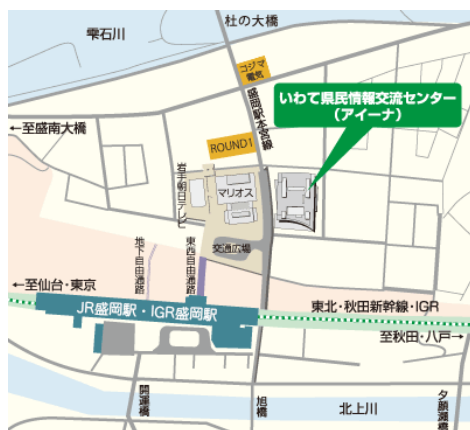 杜の大橋
雫石川
コジマ
電気
盛岡駅本宮線
いわて県民情報交流センター
(アイーナ)
←至盛南大橋
ROUND1
岩手朝日テレビ
マリオス
交通広場
地下自由通路
東西自由通路
←至仙台・東京
JR盛岡駅・IGR盛岡駅
東北・秋田新幹線・IGR
至秋田・八戸→
開運橋
旭橋
北上川
夕顔瀬橋